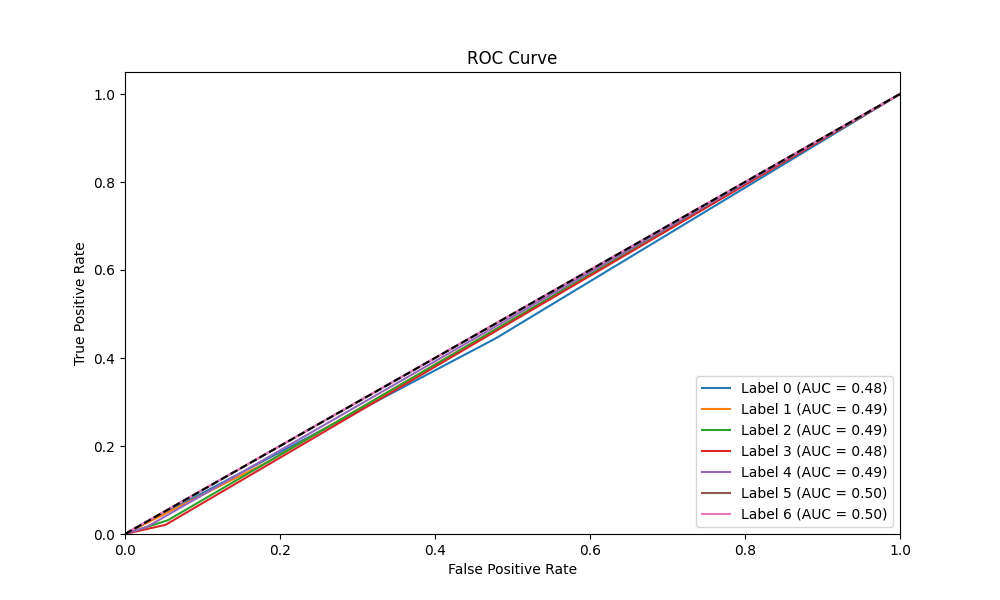 ROC Curve
True Positive Rate
1.0
0.8
0.6
0.4
0.2
0.0
0.0 0.2 0.4 0.6 0.8 1.0
False Positive Rate
Label 0 (AUC = 0.48)
Label 1 (AUC = 0.49)
Label 2 (AUC = 0.49)
Label 3 (AUC = 0.48)
Label 4 (AUC = 0.49)
Label 5 (AUC = 0.50)
Label 6 (AUC = 0.50)